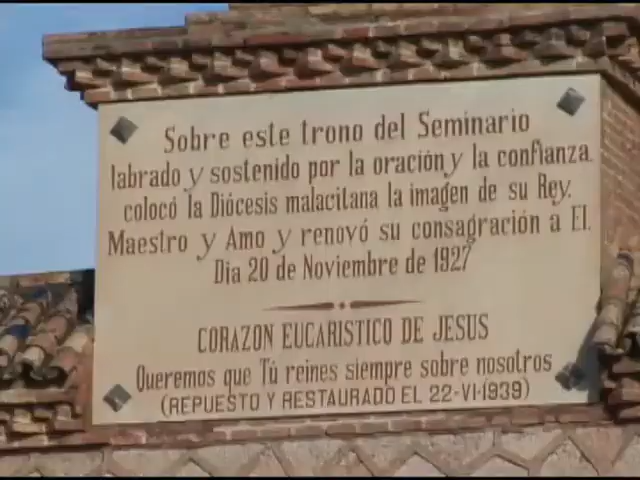 Sobre este trono del Seminario
labrado y sostenido por la oración y la confianza
colocó la Diócesis malacitana la imagen de su Rey.
Maestro y Amo y renovó su consagración a El.
Dia 20 de Noviembre de 1927
CORAZON EUCARISTICO DE JESUS
Queremos que Tú reines siempre sobre nosotros
(REPUESTO Y RESTAURADO EL 22-VI-1939)